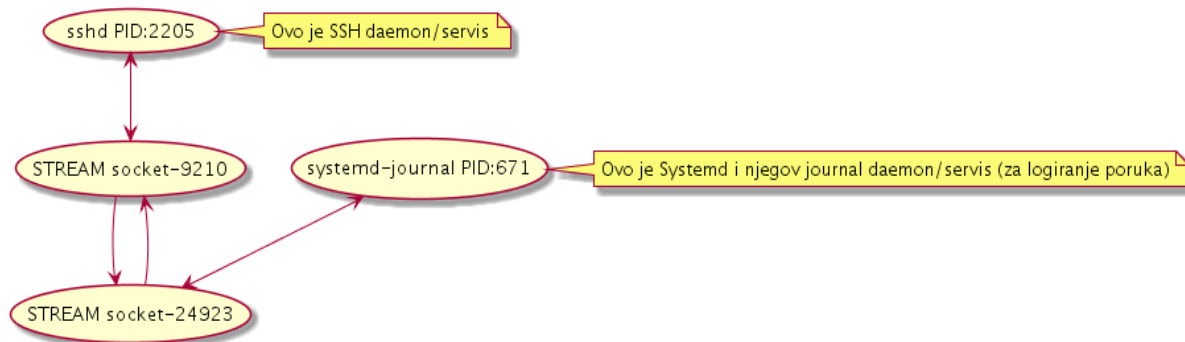 sshd PID:2205
Ovo je SSH daemon/servis
STREAM socket-9210
systemd-journal PID:671
Ovo je Systemd i njegov journal daemon/servis (za logiranje poruka)
STREAM socket-24923